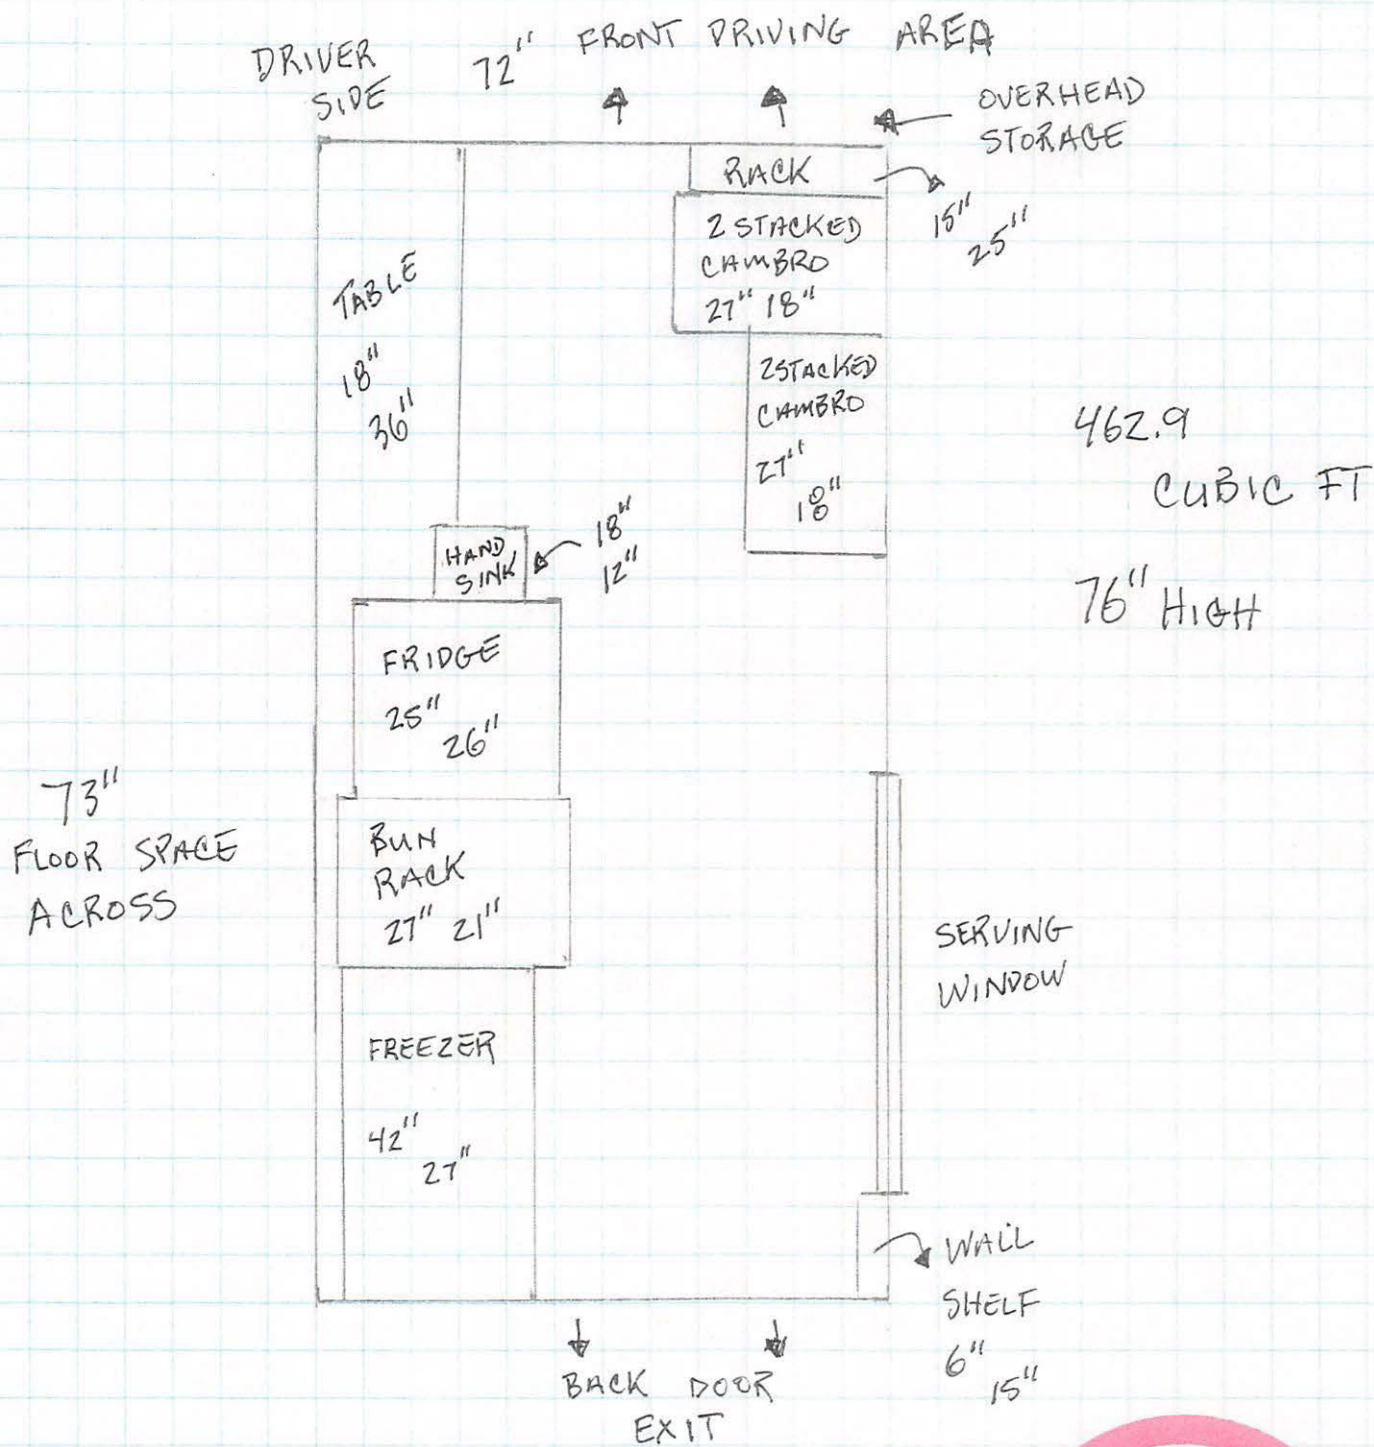 DRIVER
SIDE
72" FRONT DRIVING AREA
OVERHEAD
STORAGE
RACK
15"
25"
2 STACKED
CAMBRO
27" 18"
TABLE
18"
36"
2 STACKED
CAMBRO
27"
18"
462.9
CUBIC FT
76" HIGH
HAND
SINK
18"
12"
FRIDGE
25"
26"
73"
FLOOR SPACE
ACROSS
BUN
RACK
27" 21"
SERVING
WINDOW
FREEZER
42"
27"
WALL
SHELF
6"
15"
BACK DOOR
EXIT